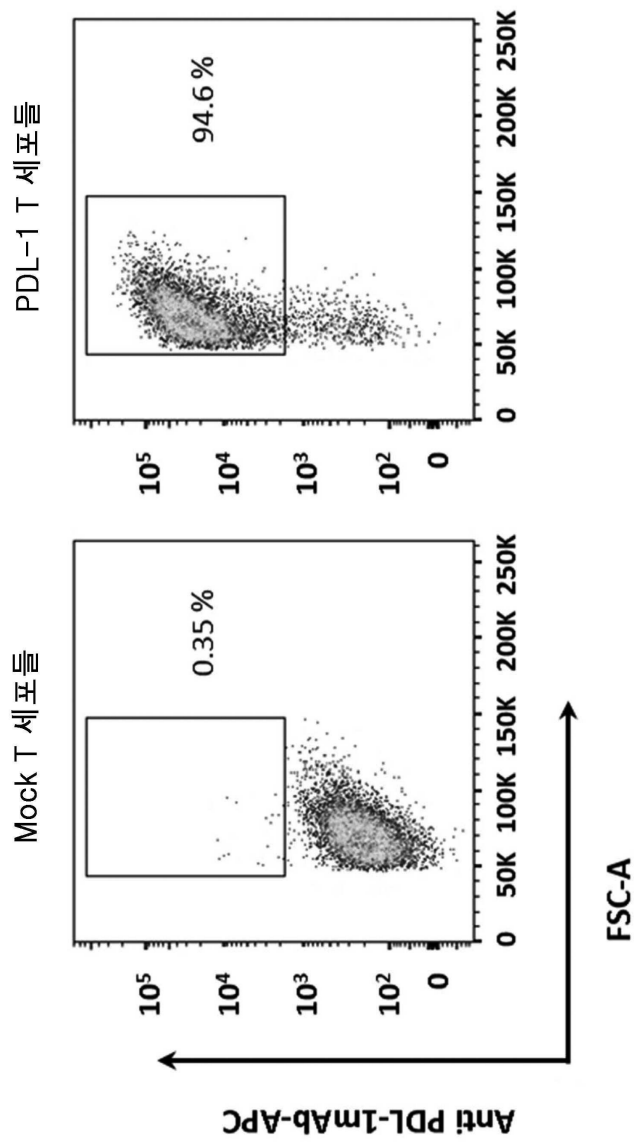 Mock T 세포들
PDL-1 T 세포들
Anti PDL-1mAb-APC
10⁵
10⁴
10³
10²
0
0.35 %
0
50K
100K
150K
200K
250K
10⁵
10⁴
10³
10²
0
94.6 %
0
50K
100K
150K
200K
250K
FSC-A